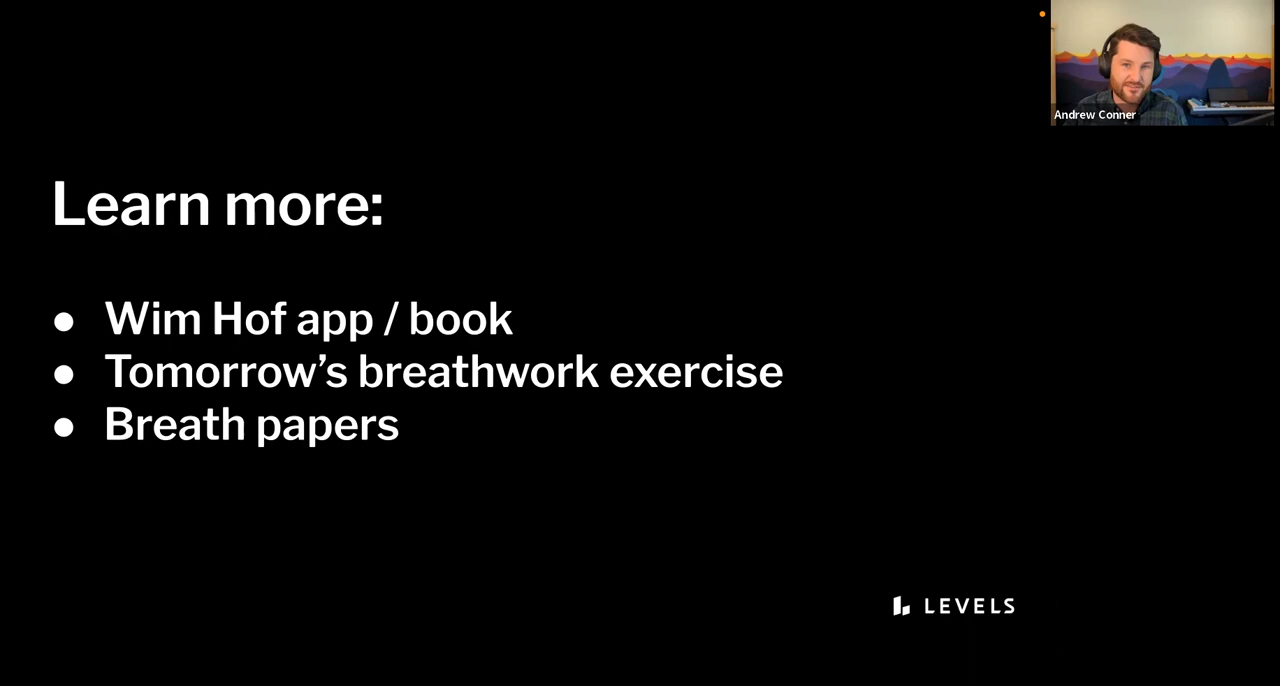 Andrew Conner
Learn more:
● Wim Hof app / book
● Tomorrow’s breathwork exercise
● Breath papers
LEVELS